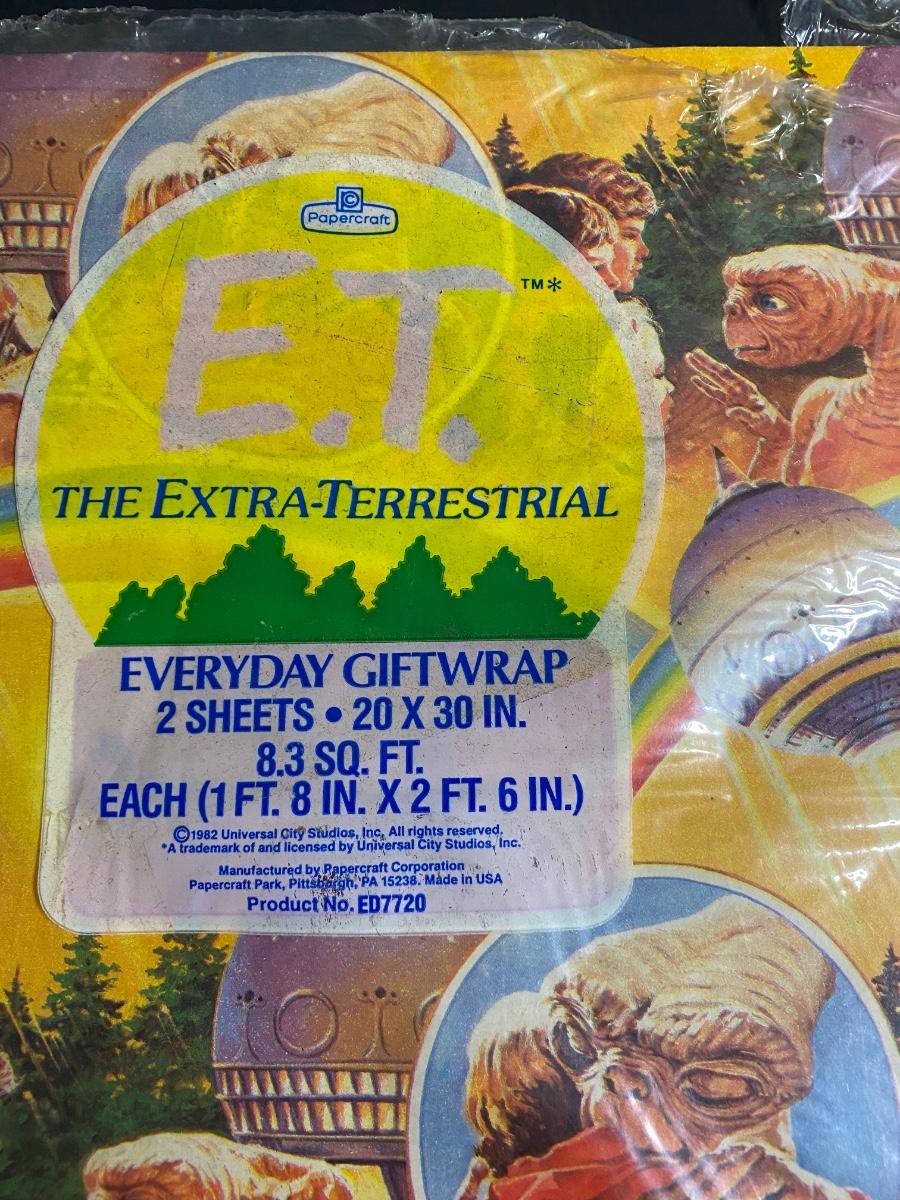 Papercraft
E.T.™*
THE EXTRA-TERRESTRIAL
EVERYDAY GIFTWRAP
2 SHEETS • 20 X 30 IN.
8.3 SQ. FT.
EACH (1 FT. 8 IN. X 2 FT. 6 IN.)
©1982 Universal City Studios, Inc. All rights reserved.
*A trademark of and licensed by Universal City Studios, Inc.
Manufactured by Papercraft Corporation
Papercraft Park, Pittsburgh, PA 15238. Made in USA
Product No. ED7720